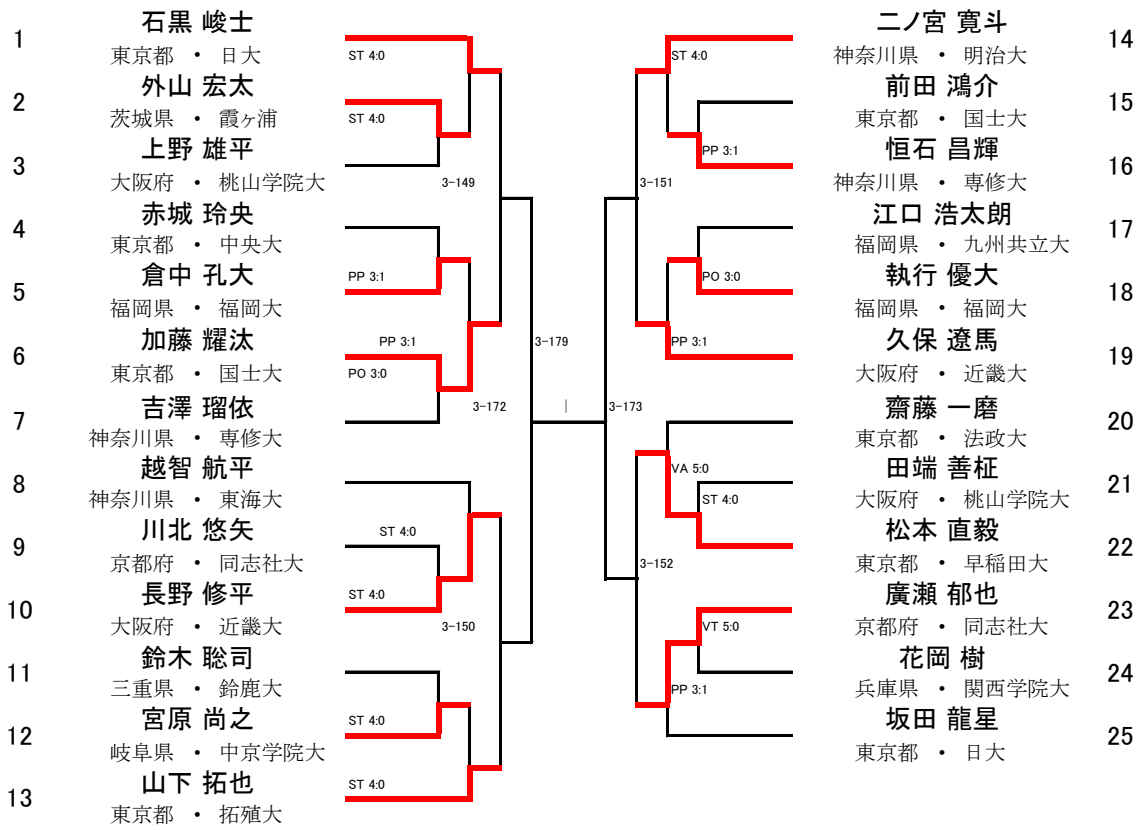 1
石黒 峻士
東京都 ・ 日大
ST 4:0
2
外山 宏太
茨城県 ・ 霞ヶ浦
ST 4:0
3
上野 雄平
大阪府 ・ 桃山学院大
3-149
4
赤城 玲央
東京都 ・ 中央大
5
倉中 孔大
福岡県 ・ 福岡大
PP 3:1
6
加藤 耀汰
東京都 ・ 国士大
PP 3:1
PO 3:0
3-179
7
吉澤 瑠依
神奈川県 ・ 専修大
3-172
8
越智 航平
神奈川県 ・ 東海大
9
川北 悠矢
京都府 ・ 同志社大
ST 4:0
10
長野 修平
大阪府 ・ 近畿大
ST 4:0
3-150
11
鈴木 聡司
三重県 ・ 鈴鹿大
12
宮原 尚之
岐阜県 ・ 中京学院大
ST 4:0
13
山下 拓也
東京都 ・ 拓殖大
ST 4:0
二ノ宮 寛斗
神奈川県 ・ 明治大
14
ST 4:0
前田 鴻介
東京都 ・ 国士大
15
恒石 昌輝
神奈川県 ・ 専修大
16
PP 3:1
3-151
江口 浩太朗
福岡県 ・ 九州共立大
17
執行 優大
福岡県 ・ 福岡大
18
PO 3:0
久保 遼馬
大阪府 ・ 近畿大
19
PP 3:1
3-173
齋藤 一磨
東京都 ・ 法政大
20
VA 5:0
田端 善柾
大阪府 ・ 桃山学院大
21
ST 4:0
松本 直毅
東京都 ・ 早稲田大
22
3-152
廣瀬 郁也
京都府 ・ 同志社大
23
VT 5:0
花岡 樹
兵庫県 ・ 関西学院大
24
PP 3:1
坂田 龍星
東京都 ・ 日大
25